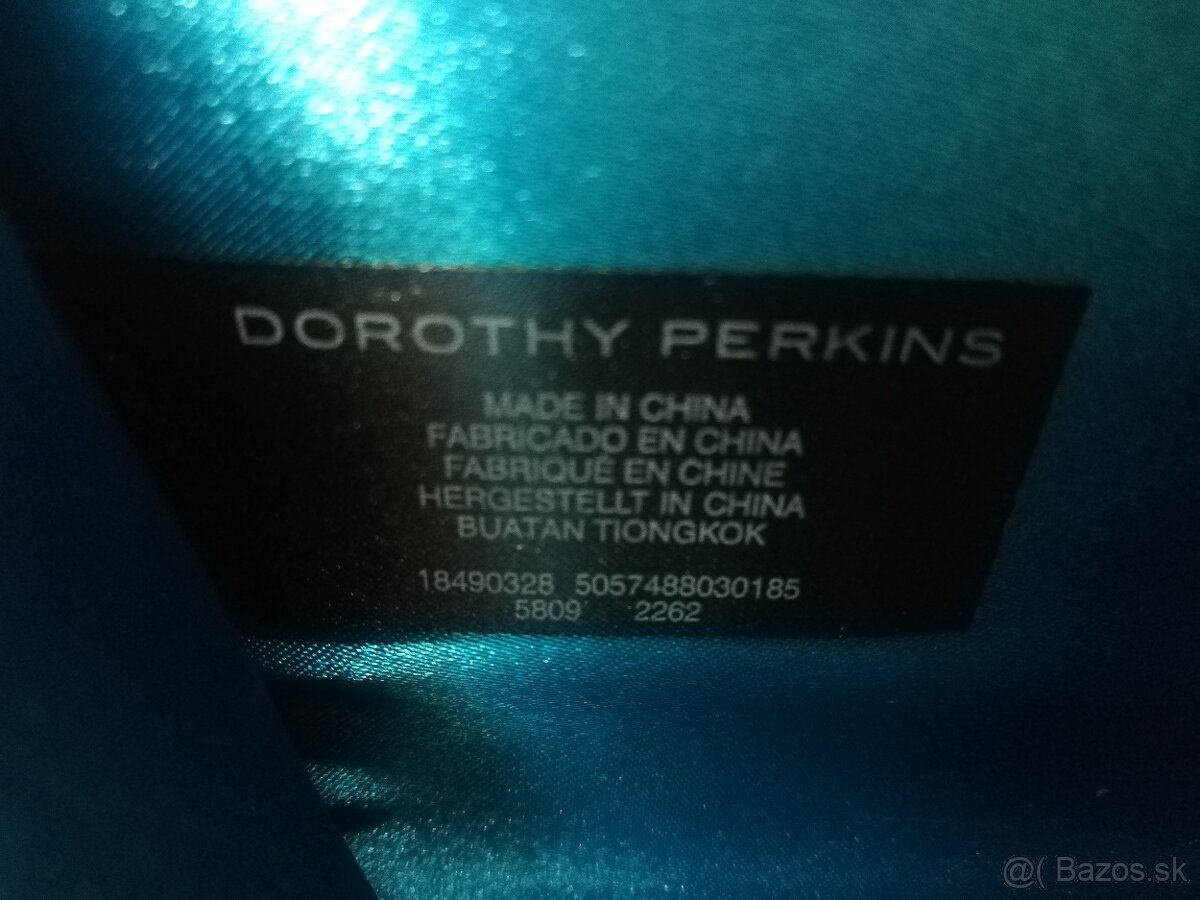 DOROTHY PERKINS
MADE IN CHINA
FABRICADO EN CHINA
FABRIQUÉ EN CHINE
HERGESTELLT IN CHINA
BUATAN TIONGKOK
18490328 5057488030185
5809 2262
@( Bazos.sk